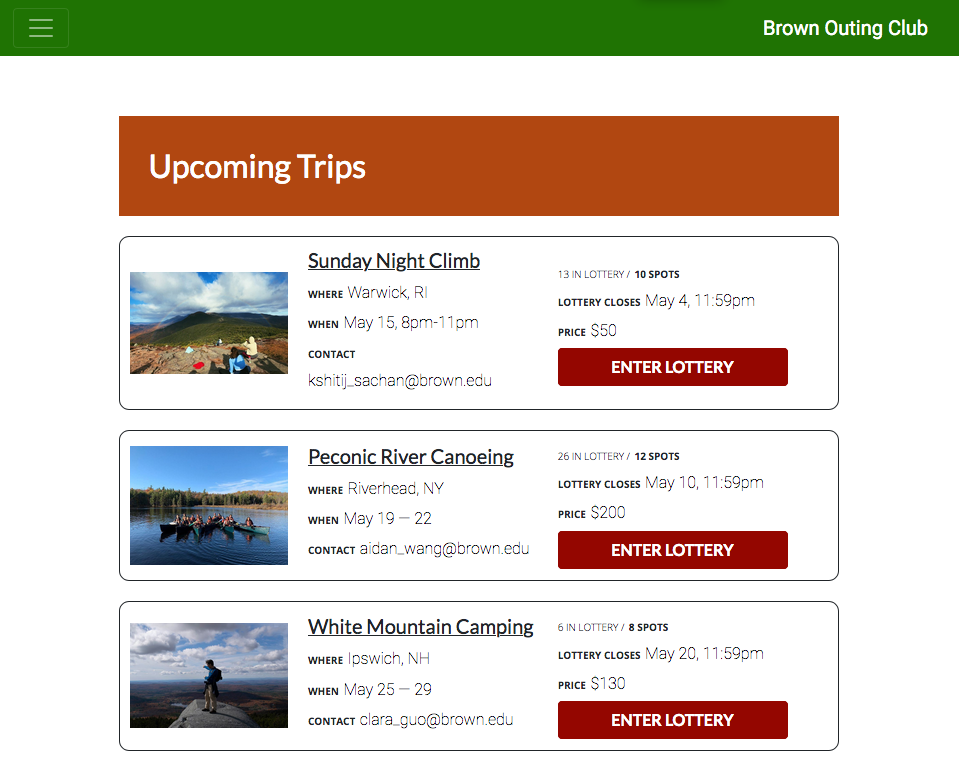 Brown Outing Club
Upcoming Trips
Sunday Night Climb
WHERE Warwick, RI
WHEN May 15, 8pm-11pm
CONTACT
kshitij_sachan@brown.edu
13 IN LOTTERY / 10 SPOTS
LOTTERY CLOSES May 4, 11:59pm
PRICE $50
ENTER LOTTERY
Peconic River Canoeing
WHERE Riverhead, NY
WHEN May 19 — 22
CONTACT aidan_wang@brown.edu
26 IN LOTTERY / 12 SPOTS
LOTTERY CLOSES May 10, 11:59pm
PRICE $200
ENTER LOTTERY
White Mountain Camping
WHERE Ipswich, NH
WHEN May 25 — 29
CONTACT clara_guo@brown.edu
6 IN LOTTERY / 8 SPOTS
LOTTERY CLOSES May 20, 11:59pm
PRICE $130
ENTER LOTTERY